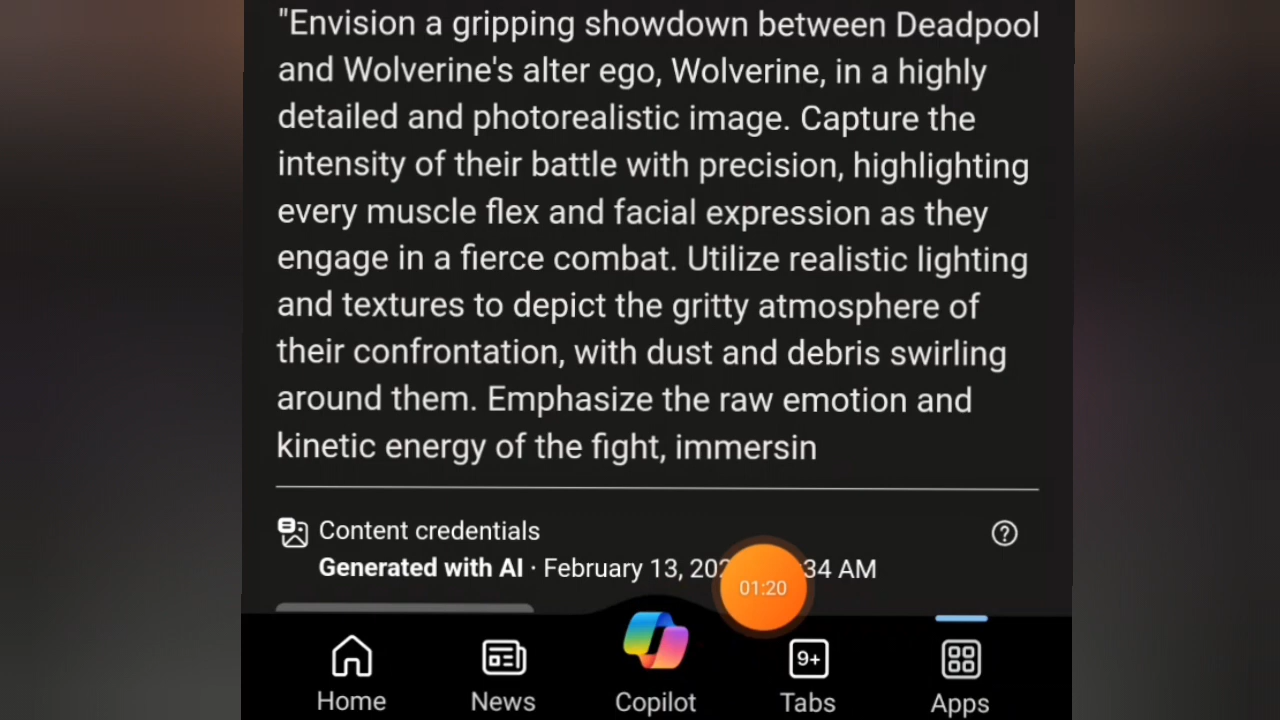 "Envision a gripping showdown between Deadpool
and Wolverine's alter ego, Wolverine, in a highly
detailed and photorealistic image. Capture the
intensity of their battle with precision, highlighting
every muscle flex and facial expression as they
engage in a fierce combat. Utilize realistic lighting
and textures to depict the gritty atmosphere of
their confrontation, with dust and debris swirling
around them. Emphasize the raw emotion and
kinetic energy of the fight, immersin
Content credentials
Generated with AI · February 13, 202 :34 AM
01:20
9+
Home News Copilot Tabs Apps